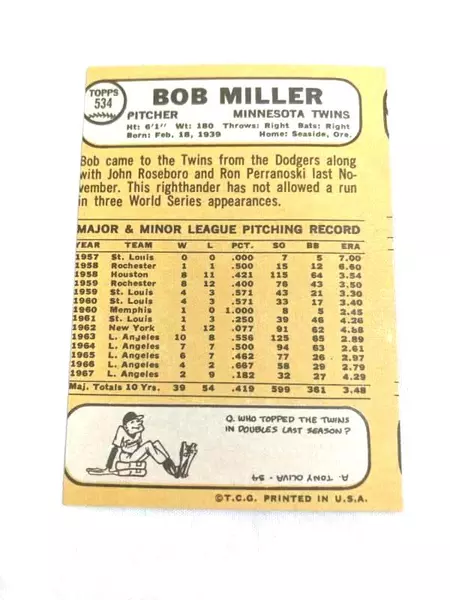 TOPPS
534
BOB MILLER
PITCHER MINNESOTA TWINS
Ht: 6'1" Wt: 180 Throws: Right Bats: Right
Born: Feb. 18, 1939 Home: Seaside, Ore.
Bob came to the Twins from the Dodgers along
with John Roseboro and Ron Perranoski last No-
vember. This righthander has not allowed a run
in three World Series appearances.
MAJOR & MINOR LEAGUE PITCHING RECORD
YEAR TEAM W L PCT. SO BB ERA
1957 St. Louis 0 0 .000 7 5 7.00
1958 Rochester 1 1 .500 15 12 6.60
1958 Houston 8 11 .421 115 3.54
1959 Rochester 8 12 .400 76 43 3.50
1959 St. Louis 4 3 .571 43 21 3.30
1960 St. Louis 4 3 .571 33 17 3.40
1960 Memphis 1 0 1.000 8 5 2.45
1961 St. Louis 1 3 .250 39 46 4.26
1962 New York 1 12 .077 91 62 4.88
1963 L. Angeles 10 8 .556 125 65 2.89
1964 L. Angeles 7 7 .500 94 63 2.61
1965 L. Angeles 6 7 .462 77 26 2.97
1966 L. Angeles 4 2 .667 58 29 2.79
1967 L. Angeles 2 9 .182 32 27 4.29
Maj. Totals 10 Yrs. 39 54 .419 599 361 3.48
Q. WHO TOPPED THE TWINS
IN DOUBLES LAST SEASON?
A. TONY OLIVA -
34
©T.C.G. PRINTED IN U.S.A.